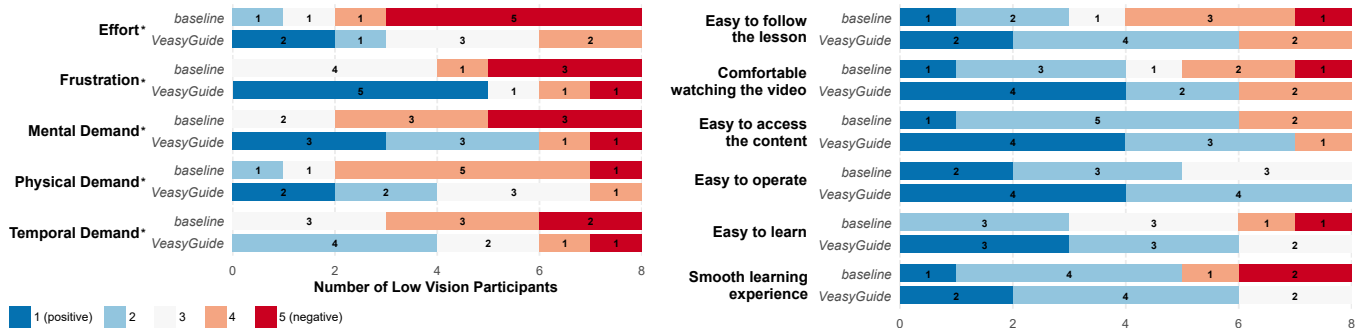 Effort*
baseline 1 1 1 5
VeasyGuide 2 1 3 2
Frustration*
baseline 4 1 3
VeasyGuide 5 1 1 1
Mental Demand*
baseline 2 3 3
VeasyGuide 3 3 1 1
Physical Demand*
baseline 1 1 5 1
VeasyGuide 2 2 3 1
Temporal Demand*
baseline 3 3 2
VeasyGuide 4 2 1 1
0 2 4 6 8
Number of Low Vision Participants
1 (positive) 2 3 4 5 (negative)
Easy to follow
the lesson
baseline 1 2 1 3 1
VeasyGuide 2 4 2
Comfortable
watching the video
baseline 1 3 1 2 1
VeasyGuide 4 2 2
Easy to access
the content
baseline 1 5 2
VeasyGuide 4 3 1
Easy to operate
baseline 2 3 3
VeasyGuide 4 4
Easy to learn
baseline 3 3 1 1
VeasyGuide 3 3 2
Smooth learning
experience
baseline 1 4 1 2
VeasyGuide 2 4 2
0 2 4 6 8